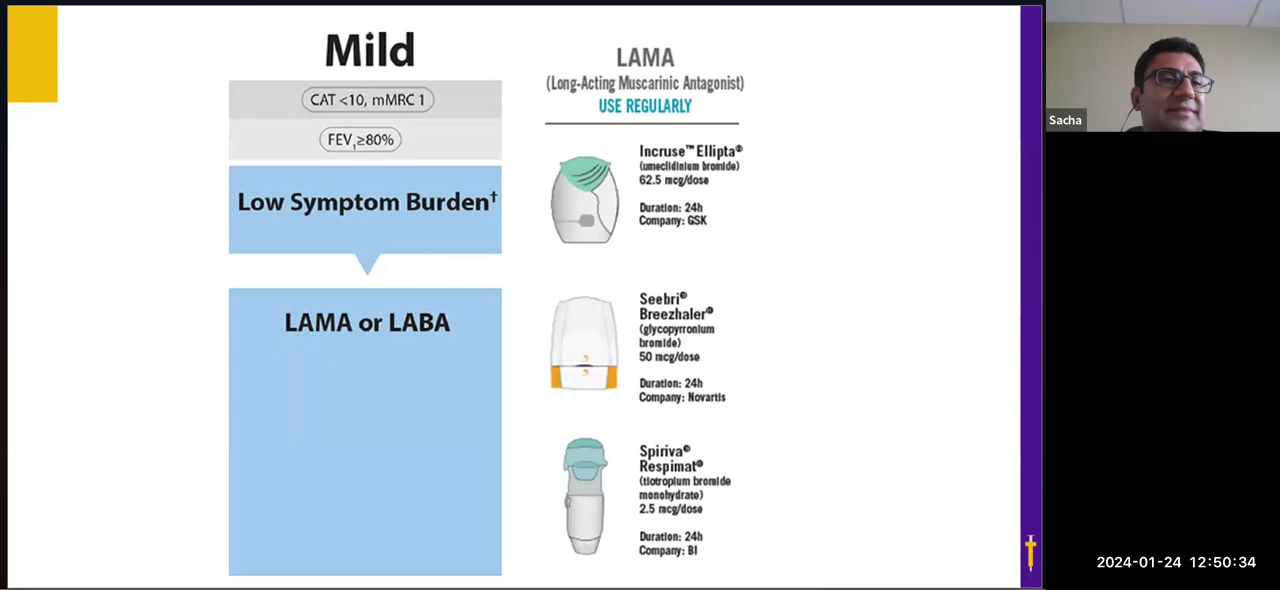 Mild
CAT <10, mMRC 1
FEV₁≥80%
Low Symptom Burden†
LAMA or LABA
LAMA
(Long-Acting Muscarinic Antagonist)
USE REGULARLY
Incruse™ Ellipta®
(umeclidinium bromide)
62.5 mcg/dose
Duration: 24h
Company: GSK
Seebri®
Breezhaler®
(glycopyrronium
bromide)
50 mcg/dose
Duration: 24h
Company: Novartis
Spiriva®
Respimat®
(tiotropium bromide
monohydrate)
2.5 mcg/dose
Duration: 24h
Company: BI
Sacha
2024-01-24 12:50:34